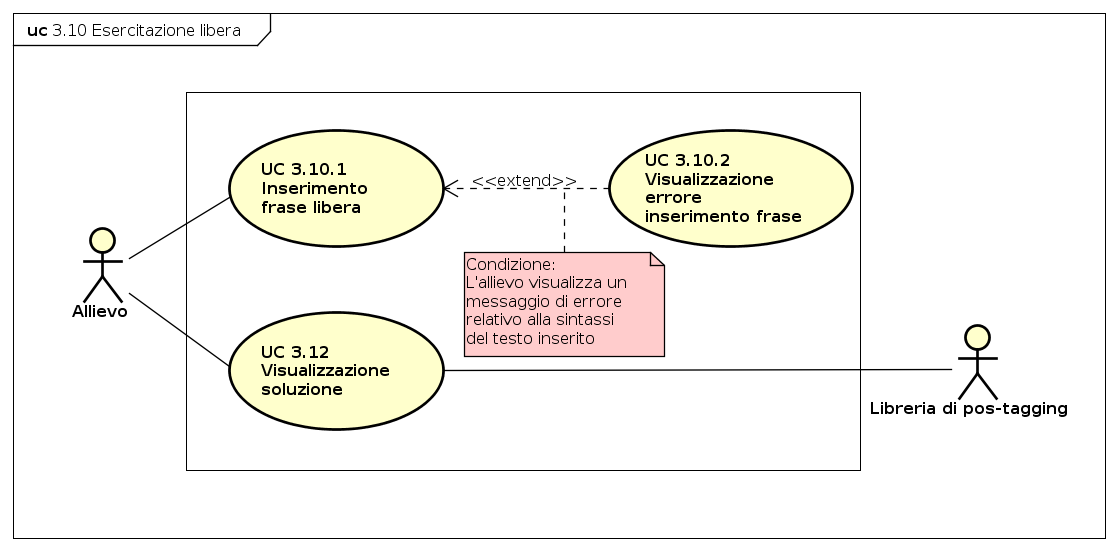 uc 3.10 Esercitazione libera
UC 3.10.1
Inserimento
frase libera
<<extend>>
UC 3.10.2
Visualizzazione
errore
inserimento frase
Condizione:
L'allievo visualizza un
messaggio di errore
relativo alla sintassi
del testo inserito
Allievo
UC 3.12
Visualizzazione
soluzione
Libreria di pos-tagging